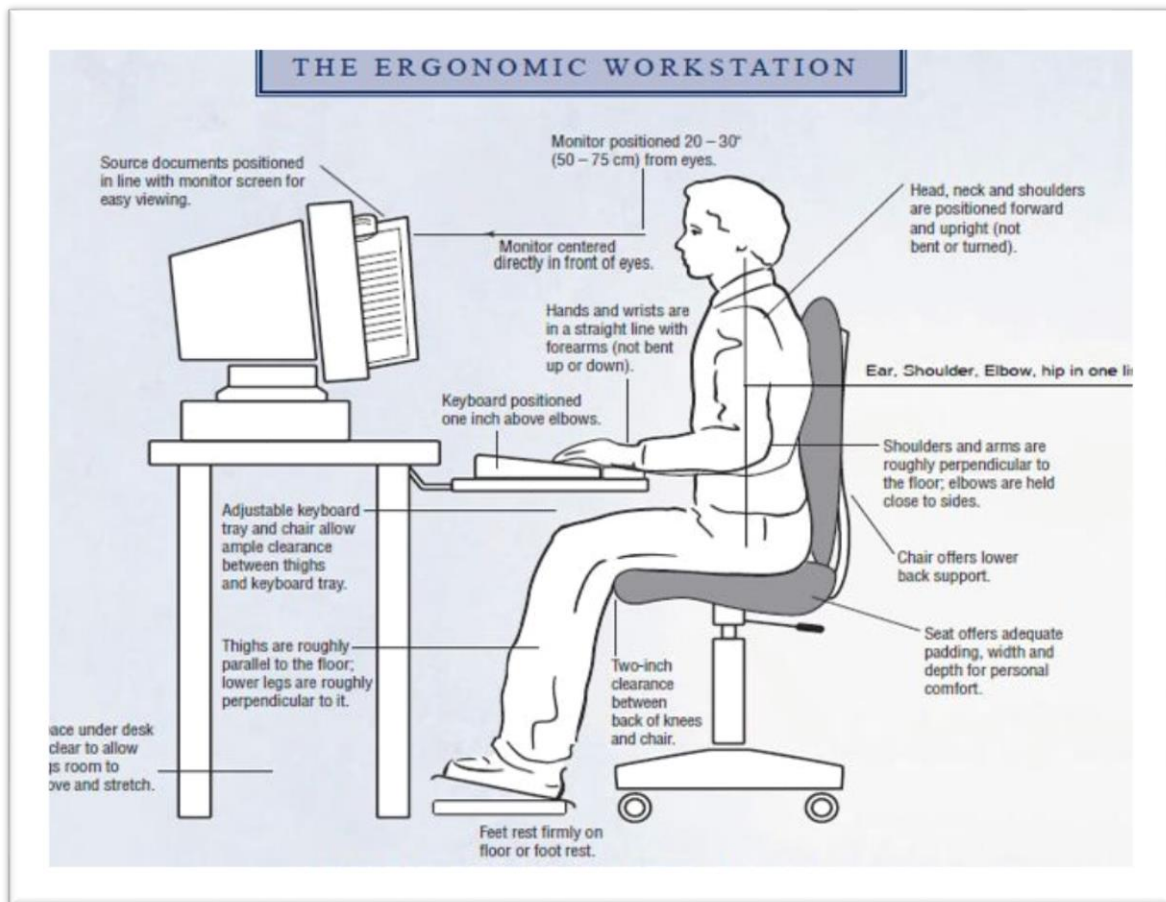 THE ERGONOMIC WORKSTATION
Source documents positioned
in line with monitor screen for
easy viewing.
Monitor positioned 20 – 30"
(50 – 75 cm) from eyes.
Monitor centered
directly in front of eyes.
Head, neck and shoulders
are positioned forward
and upright (not
bent or turned).
Hands and wrists are
in a straight line with
forearms (not bent
up or down).
Ear, Shoulder, Elbow, hip in one
Keyboard positioned
one inch above elbows.
Shoulders and arms are
roughly perpendicular to
the floor; elbows are held
close to sides.
Adjustable keyboard
tray and chair allow
ample clearance
between thighs
and keyboard tray.
Chair offers lower
back support.
Seat offers adequate
padding, width and
depth for personal
comfort.
Thighs are roughly
parallel to the floor;
lower legs are roughly
perpendicular to it.
Two-inch
clearance
between
back of knees
and chair.
under desk
clear to allow
room to
and stretch.
Feet rest firmly on
floor or foot rest.